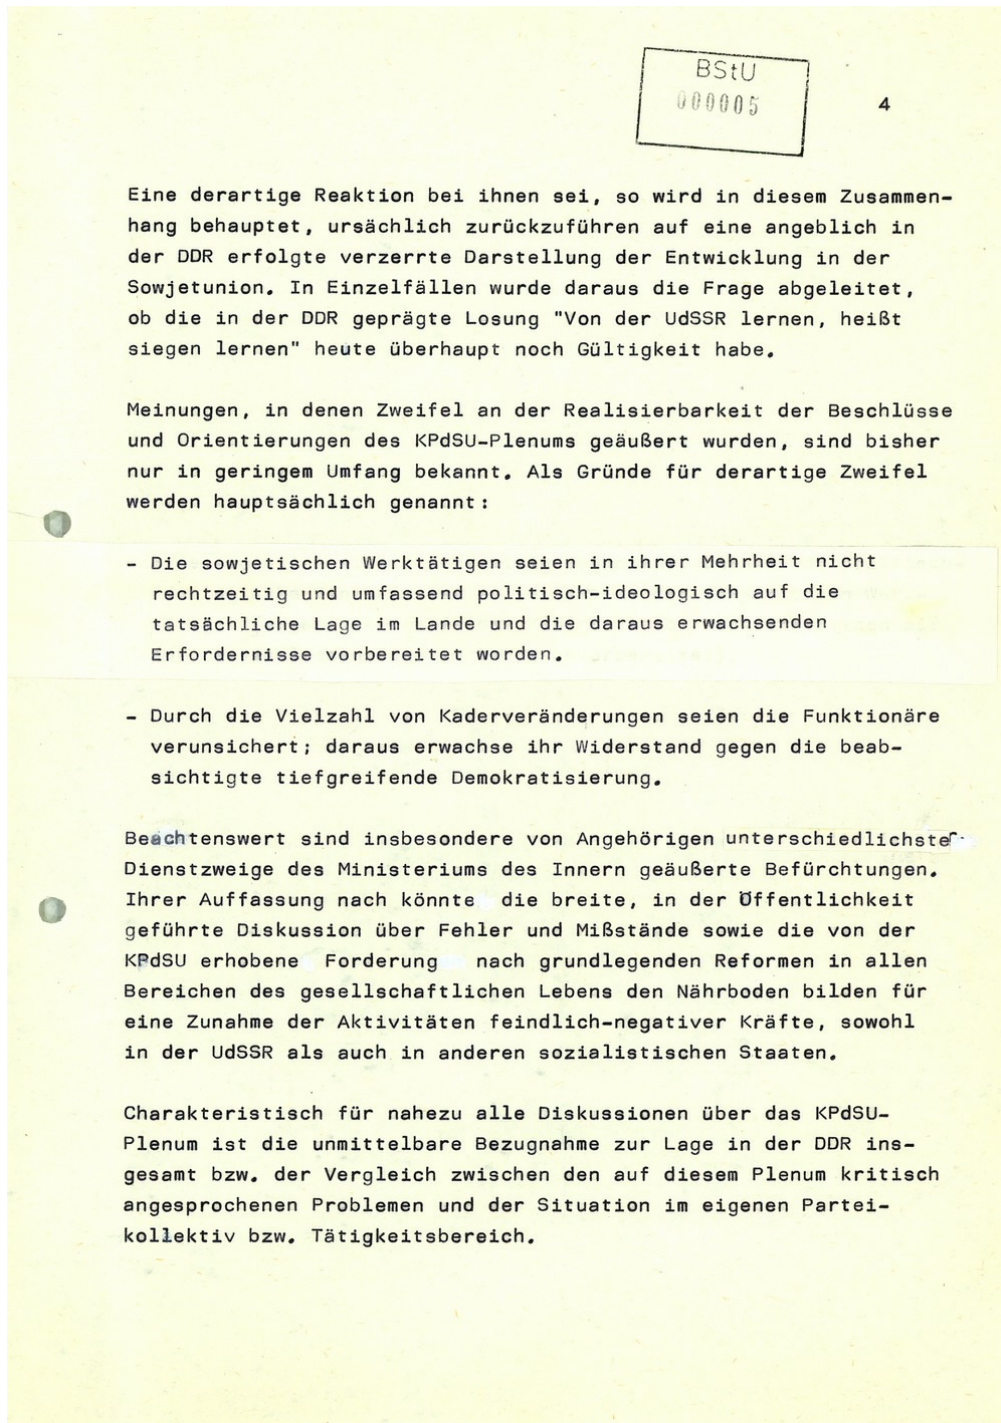 BStU
000005
4
Eine derartige Reaktion bei ihnen sei, so wird in diesem Zusammen-
hang behauptet, ursächlich zurückzuführen auf eine angeblich in
der DDR erfolgte verzerrte Darstellung der Entwicklung in der
Sowjetunion. In Einzelfällen wurde daraus die Frage abgeleitet,
ob die in der DDR geprägte Losung "Von der UdSSR lernen, heißt
siegen lernen" heute überhaupt noch Gültigkeit habe.
Meinungen, in denen Zweifel an der Realisierbarkeit der Beschlüsse
und Orientierungen des KPdSU-Plenums geäußert wurden, sind bisher
nur in geringem Umfang bekannt. Als Gründe für derartige Zweifel
werden hauptsächlich genannt:
- Die sowjetischen Werktätigen seien in ihrer Mehrheit nicht
rechtzeitig und umfassend politisch-ideologisch auf die
tatsächliche Lage im Lande und die daraus erwachsenden
Erfordernisse vorbereitet worden.
- Durch die Vielzahl von Kaderveränderungen seien die Funktionäre
verunsichert; daraus erwachse ihr Widerstand gegen die beab-
sichtigte tiefgreifende Demokratisierung.
Beachtenswert sind insbesondere von Angehörigen unterschiedlichster
Dienstzweige des Ministeriums des Innern geäußerte Befürchtungen.
Ihrer Auffassung nach könnte die breite, in der Öffentlichkeit
geführte Diskussion über Fehler und Mißstände sowie die von der
KPdSU erhobene Forderung nach grundlegenden Reformen in allen
Bereichen des gesellschaftlichen Lebens den Nährboden bilden für
eine Zunahme der Aktivitäten feindlich-negativer Kräfte, sowohl
in der UdSSR als auch in anderen sozialistischen Staaten.
Charakteristisch für nahezu alle Diskussionen über das KPdSU-
Plenum ist die unmittelbare Bezugnahme zur Lage in der DDR ins-
gesamt bzw. der Vergleich zwischen den auf diesem Plenum kritisch
angesprochenen Problemen und der Situation im eigenen Partei-
kollektiv bzw. Tätigkeitsbereich.